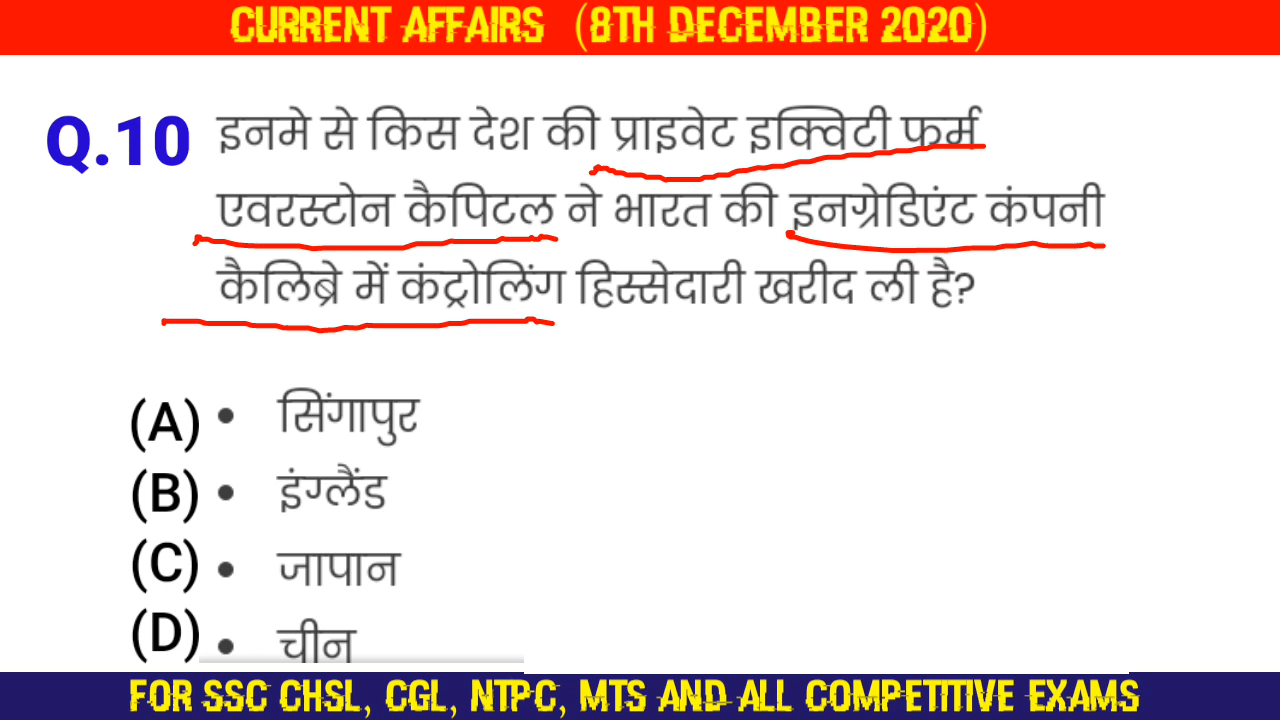 CURRENT AFFAIRS (8TH DECEMBER 2020)
Q.10 इनमे से किस देश की प्राइवेट इक्विटी फर्म
एवरस्टोन कैपिटल ने भारत की इनग्रेडिएंट कंपनी
कैलिब्रे में कंट्रोलिंग हिस्सेदारी खरीद ली है?
(A) • सिंगापुर
(B) • इंग्लैंड
(C) • जापान
(D) • चीन
FOR SSC CHSL, CGL, NTPC, MTS AND ALL COMPETITIVE EXAMS